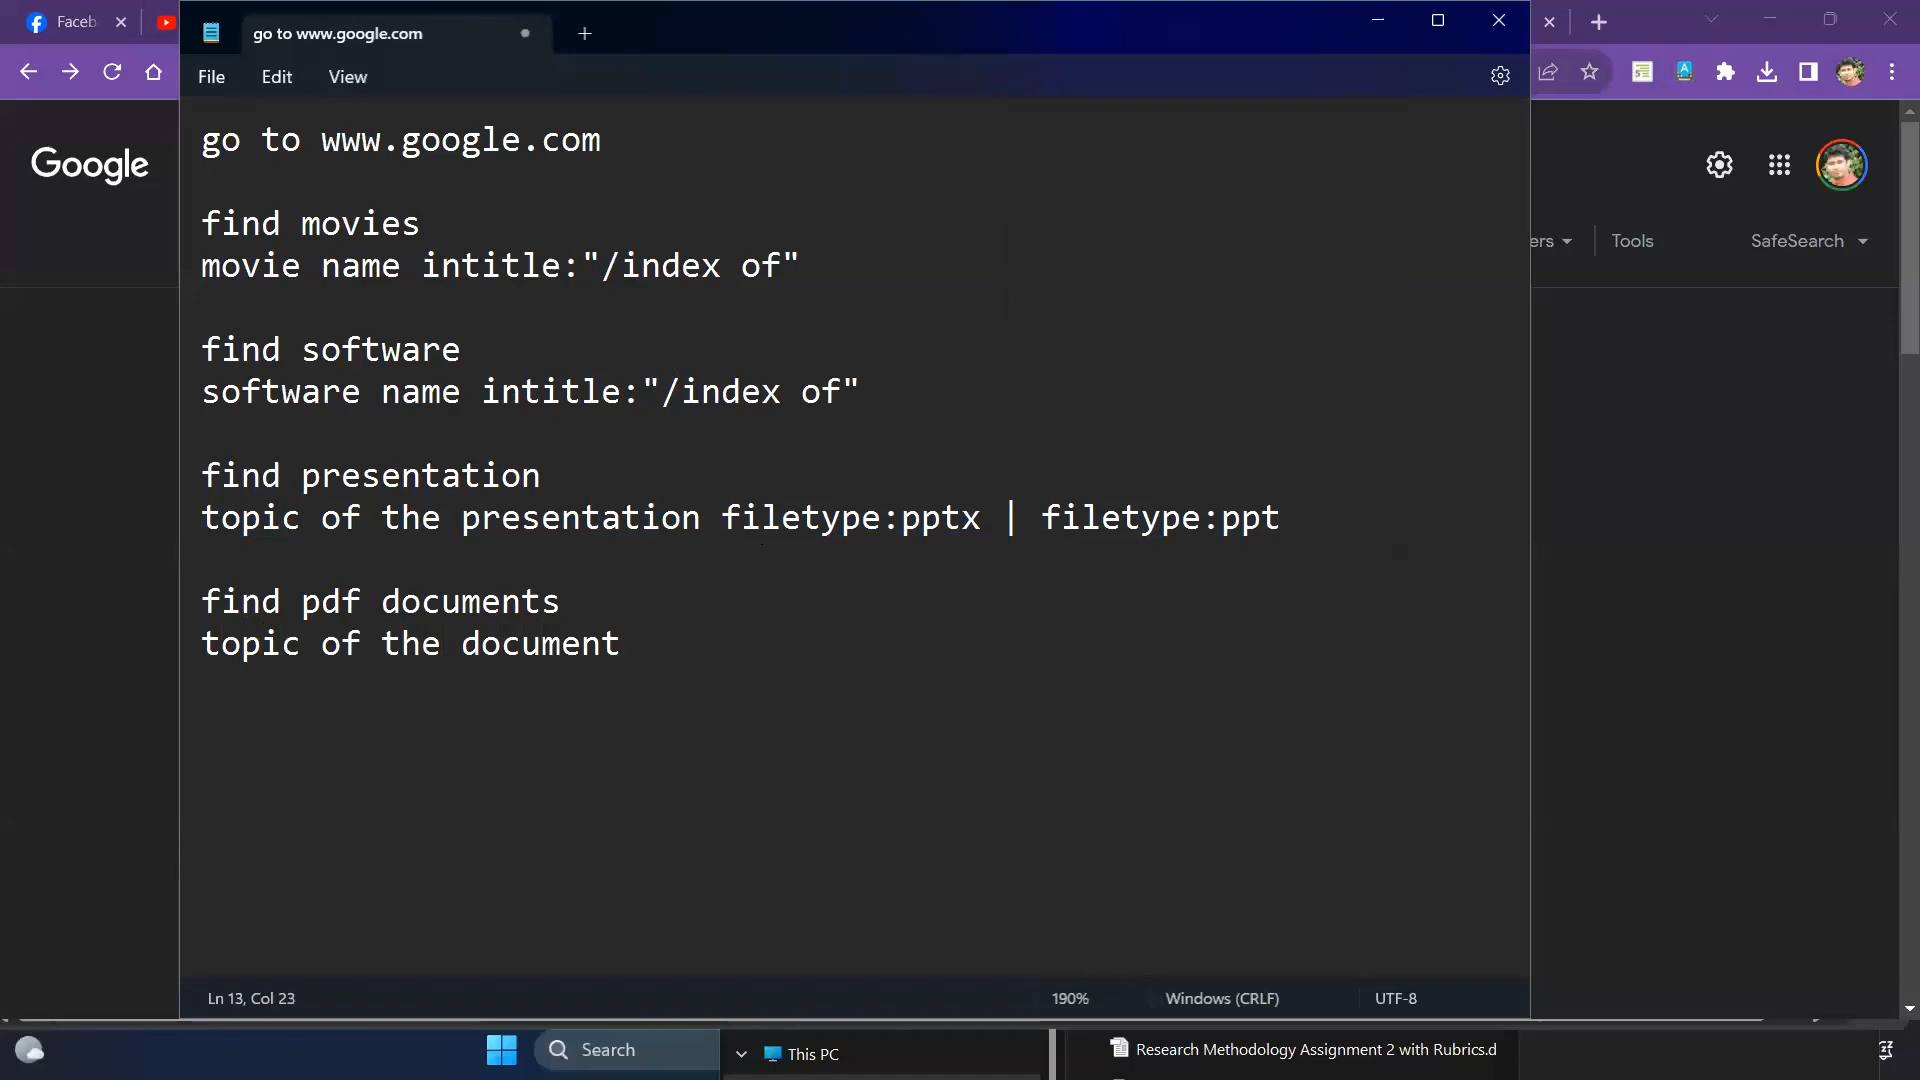 Faceb
go to www.google.com
File Edit View
Google
ers Tools SafeSearch
go to www.google.com
find movies
movie name intitle:"/index of"
find software
software name intitle:"/index of"
find presentation
topic of the presentation filetype:pptx | filetype:ppt
find pdf documents
topic of the document
Ln 13, Col 23 190% Windows (CRLF) UTF-8
Search This PC Research Methodology Assignment 2 with Rubrics.d